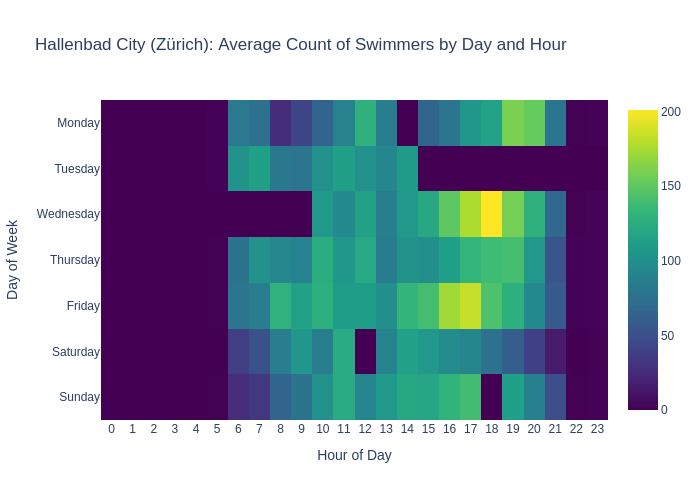 Hallenbad City (Zürich): Average Count of Swimmers by Day and Hour
Monday
Tuesday
Wednesday
Thursday
Friday
Saturday
Sunday
Day of Week
0 1 2 3 4 5 6 7 8 9 10 11 12 13 14 15 16 17 18 19 20 21 22 23
Hour of Day
200
150
100
50
0